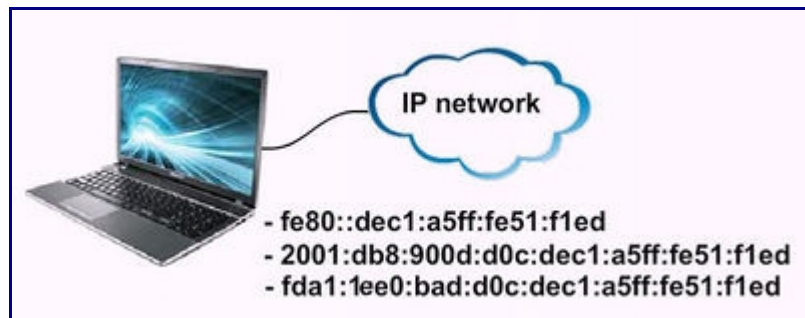 IP network
- fe80::dec1:a5ff:fe51:f1ed
- 2001:db8:900d:d0c:dec1:a5ff:fe51:f1ed
- fda1:1ee0:bad:d0c:dec1:a5ff:fe51:f1ed